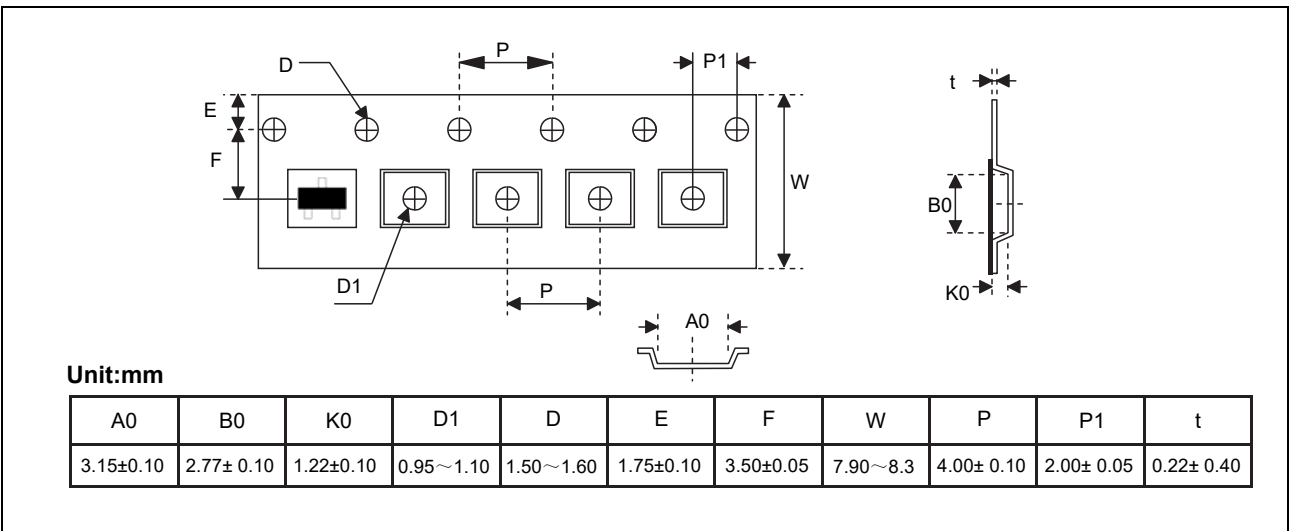 P
P1
D
t
E
F
W
B0
D1
P
K0
A0
Unit:mm
A0 B0 K0 D1 D E F W P P1 t
3.15±0.10 2.77± 0.10 1.22±0.10 0.95～1.10 1.50～1.60 1.75±0.10 3.50±0.05 7.90～8.3 4.00± 0.10 2.00± 0.05 0.22± 0.40